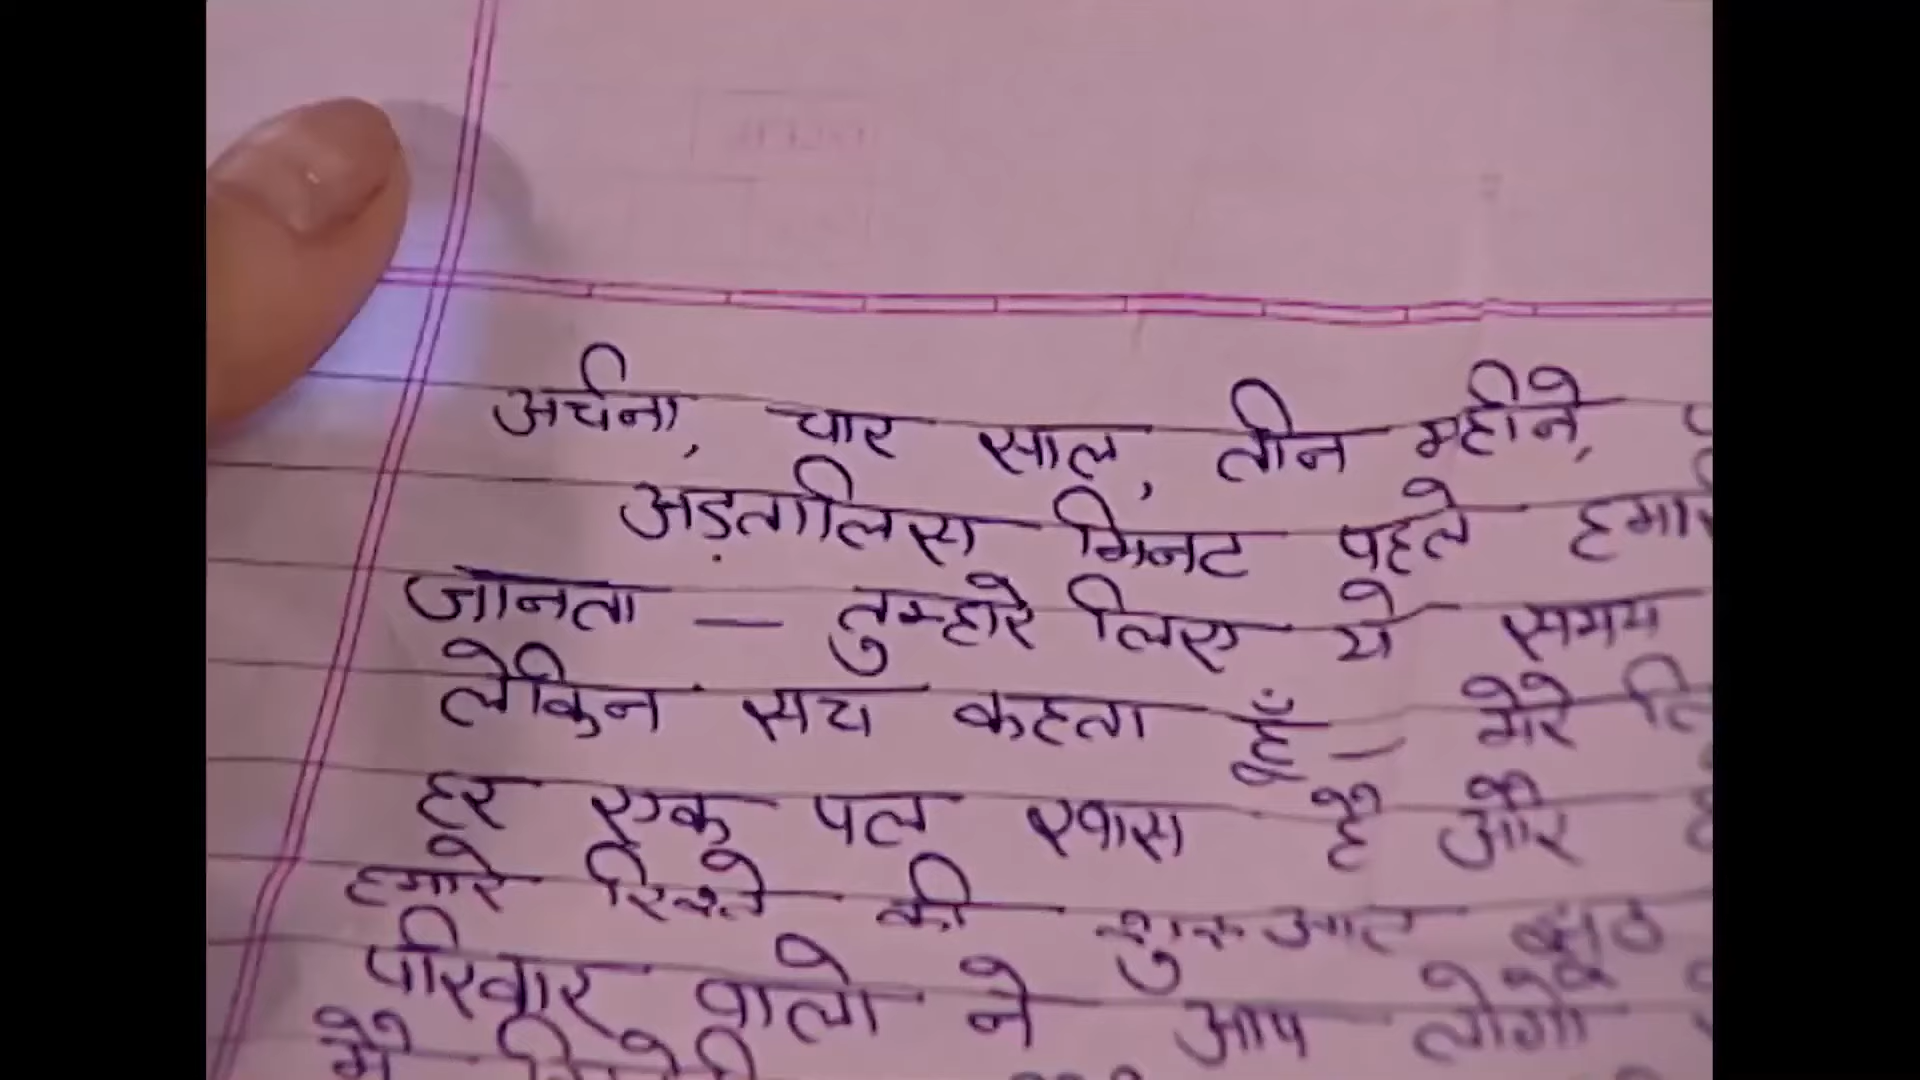 अर्चना, चार साल, तीन महीने,
अड़तालिस मिनट पहले हमारी
जानता — तुम्हारे लिए ये समय
लेकिन सच कहता हूँ — मेरे
हर एक पल खास है और
हमारे रिश्ते की शुरुआत झूठ
परिवार वालो ने आप लोगो
मैं